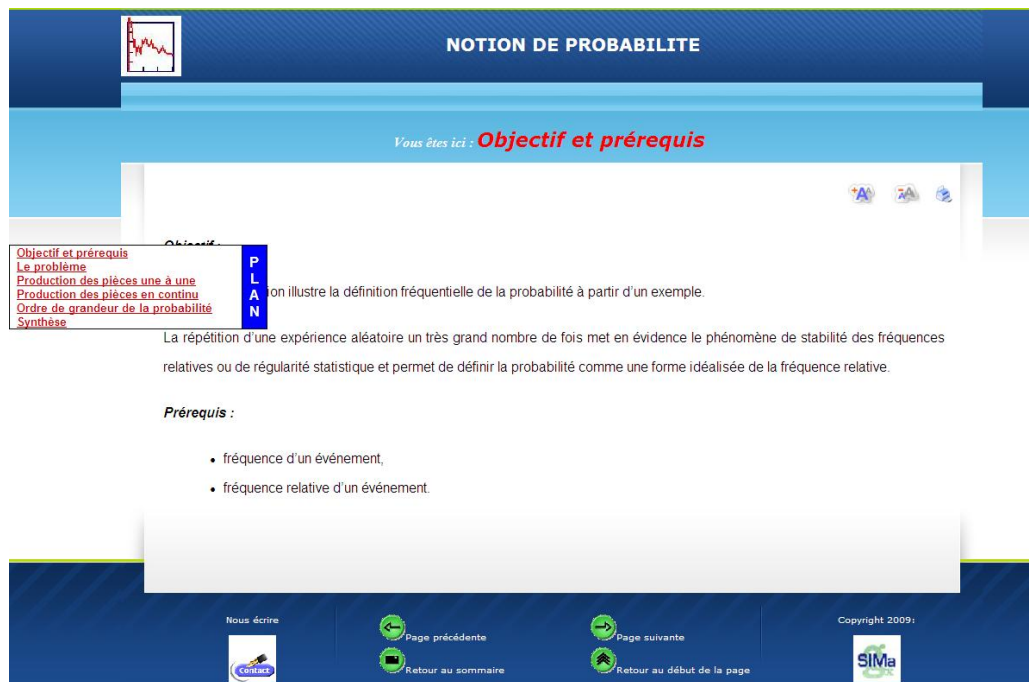 NOTION DE PROBABILITE
Vous êtes ici : Objectif et prérequis
+A
-A
Objectif :
Objectif et prérequis
Le problème
Production des pièces une à une
Production des pièces en continu
Ordre de grandeur de la probabilité
Synthèse
PLAN
ion illustre la définition fréquentielle de la probabilité à partir d'un exemple.
La répétition d'une expérience aléatoire un très grand nombre de fois met en évidence le phénomène de stabilité des fréquences
relatives ou de régularité statistique et permet de définir la probabilité comme une forme idéalisée de la fréquence relative.
Prérequis :
• fréquence d'un événement,
• fréquence relative d'un événement.
Nous écrire
Contact
Page précédente
Retour au sommaire
Page suivante
Retour au début de la page
Copyright 2009:
SIMa